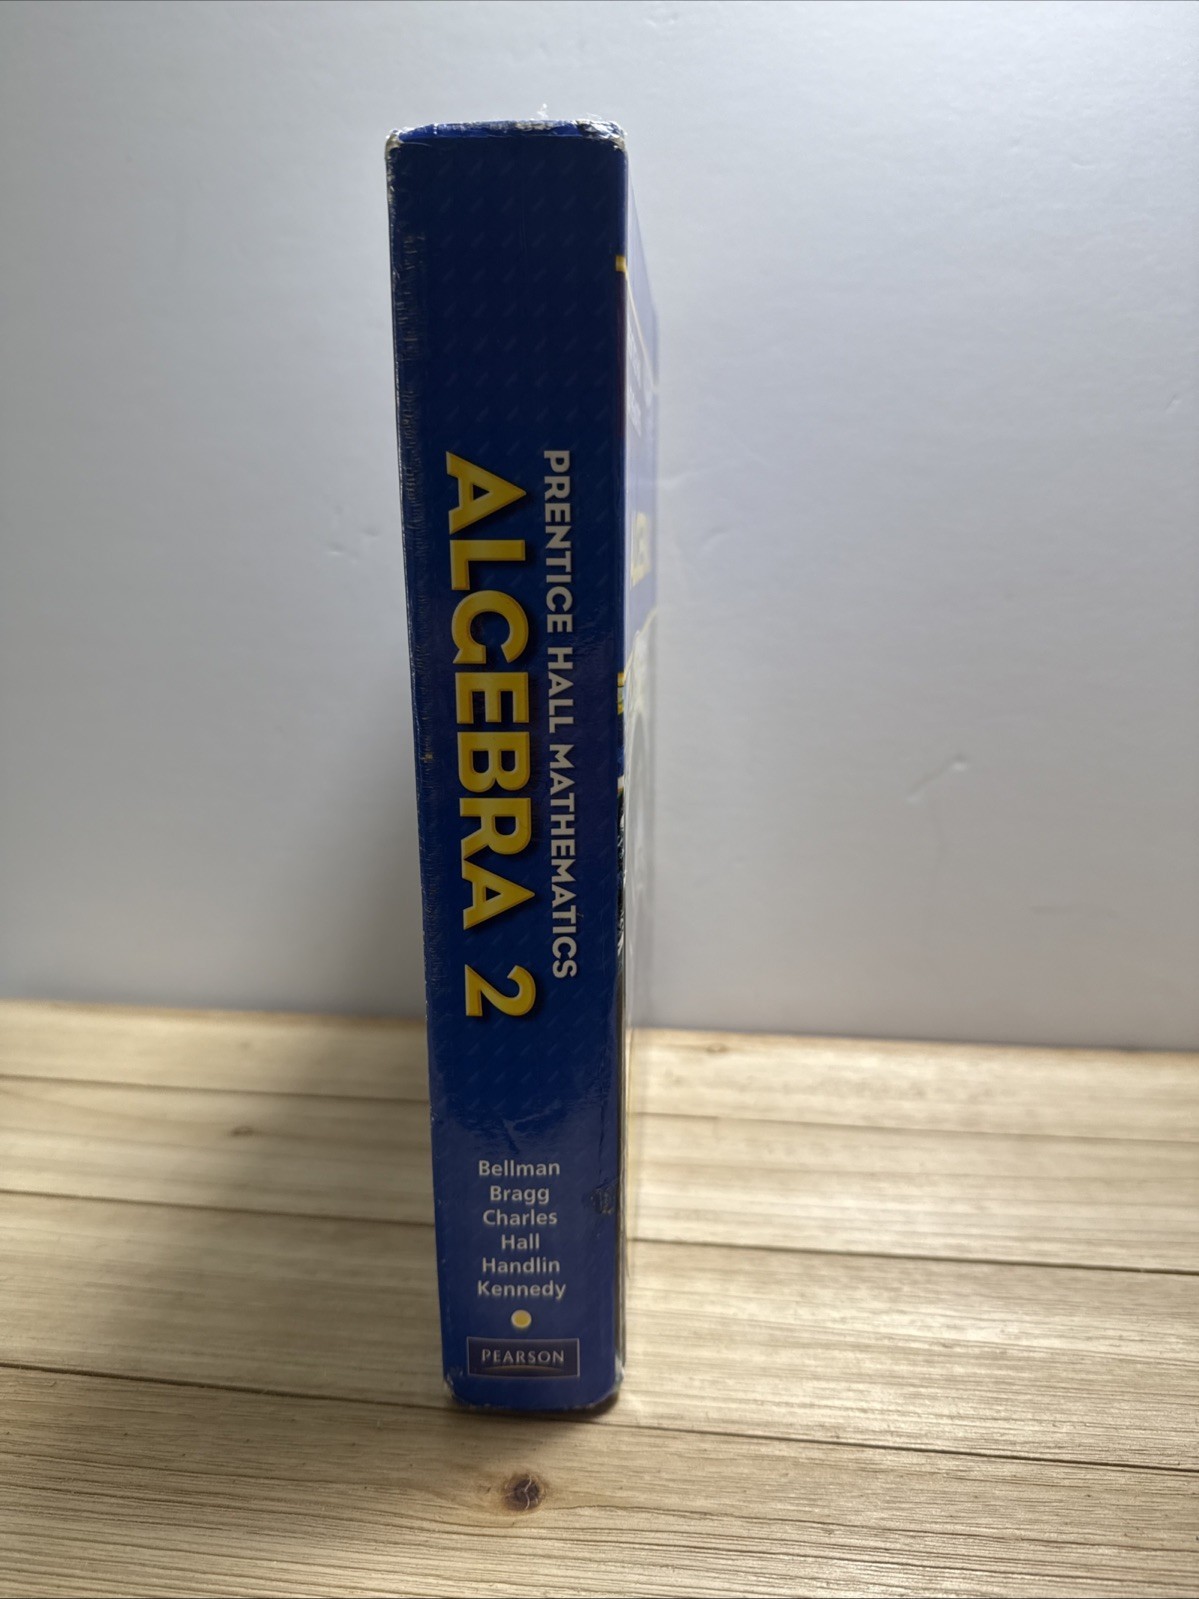 PRENTICE HALL MATHEMATICS
ALGEBRA 2
Bellman
Bragg
Charles
Hall
Handlin
Kennedy
PEARSON